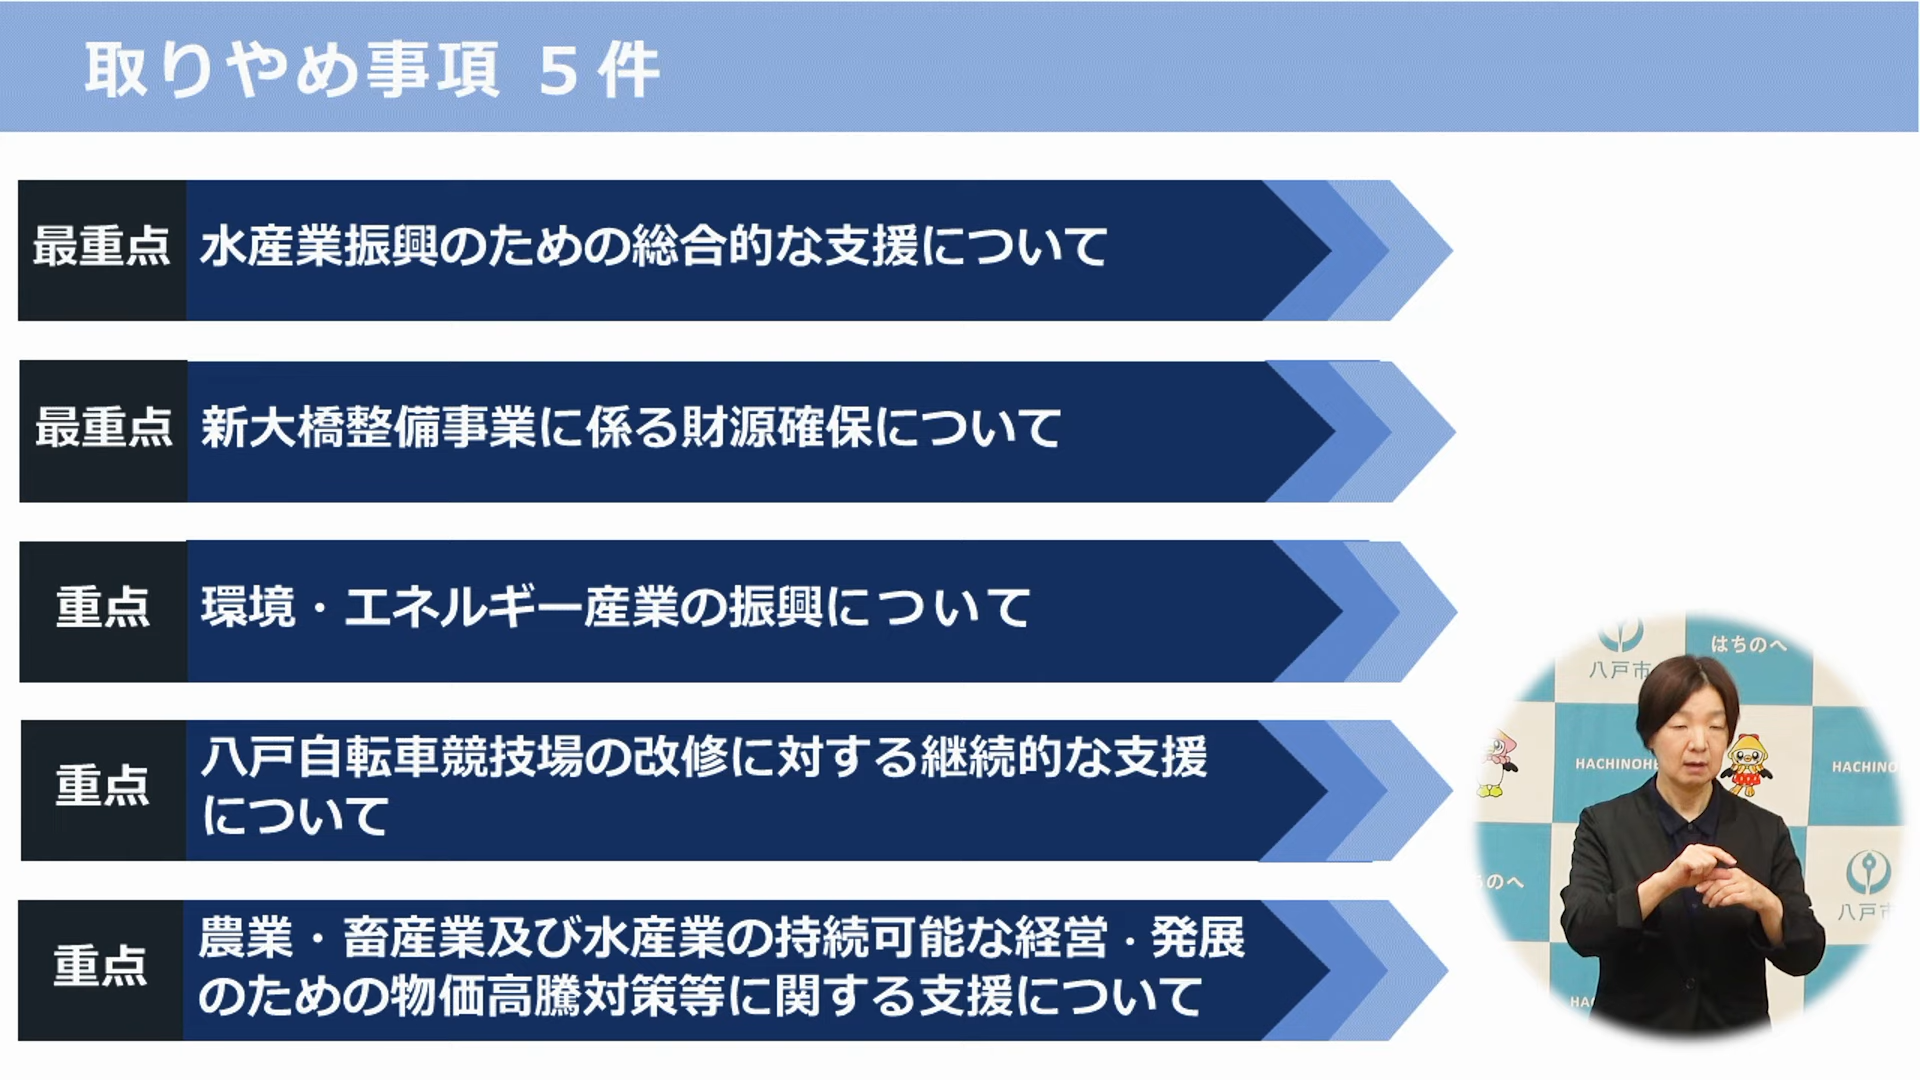 取りやめ事項 ５件
最重点
水産業振興のための総合的な支援について
最重点
新大橋整備事業に係る財源確保について
重点
環境・エネルギー産業の振興について
重点
八戸自転車競技場の改修に対する継続的な支援
について
重点
農業・畜産業及び水産業の持続可能な経営・発展
のための物価高騰対策等に関する支援について
はちのへ
八戸市
HACHINOHE
HACHINO
のへ
八戸市
HA